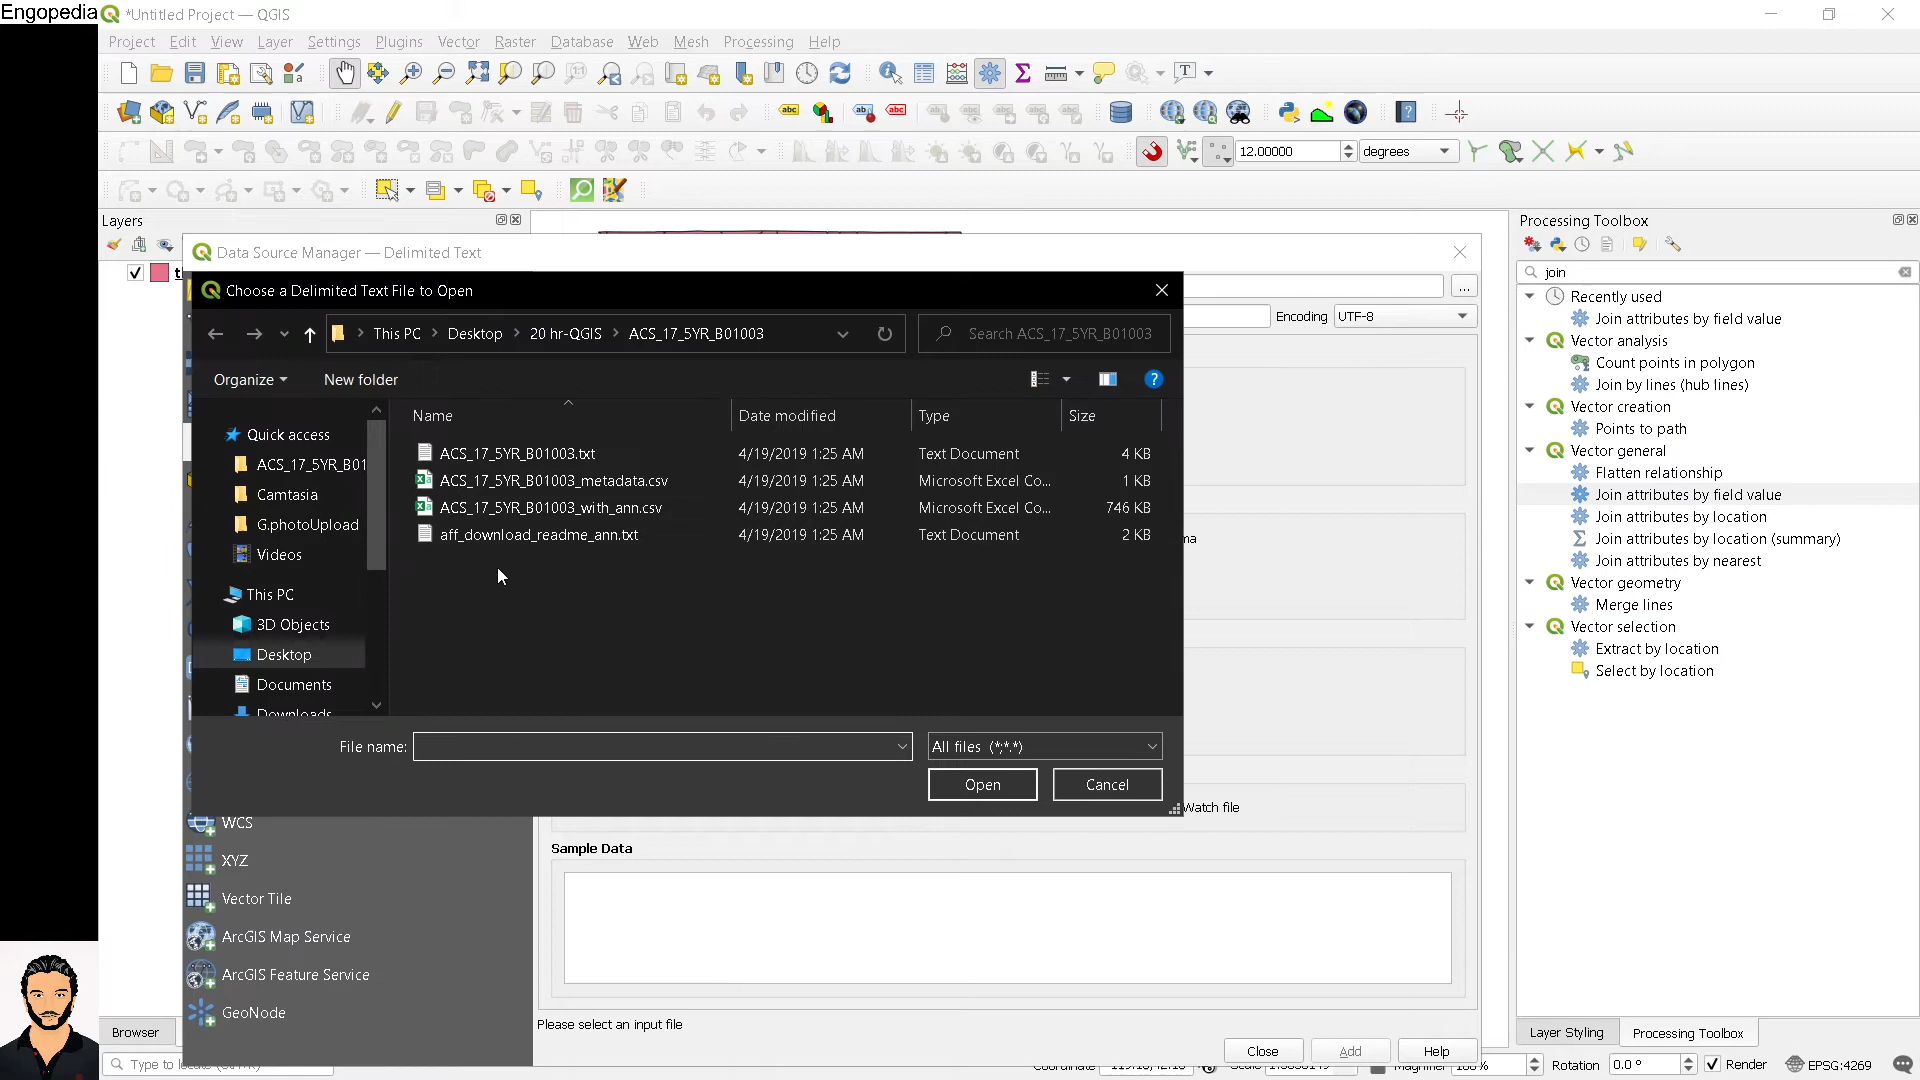 Engopedia
*Untitled Project — QGIS
Project Edit View Layer Settings Plugins Vector Raster Database Web Mesh Processing Help
12.00000 degrees
Layers
Processing Toolbox
Data Source Manager — Delimited Text
join
Choose a Delimited Text File to Open
...
Encoding UTF-8
This PC Desktop 20 hr-QGIS ACS_17_5YR_B01003
Search ACS_17_5YR_B01003
Organize New folder
Name Date modified Type Size
Quick access
ACS_17_5YR_B01
Camtasia
G.photoUpload
Videos
This PC
3D Objects
Desktop
Documents
Downloads
ACS_17_5YR_B01003.txt 4/19/2019 1:25 AM Text Document 4 KB
ACS_17_5YR_B01003_metadata.csv 4/19/2019 1:25 AM Microsoft Excel Co... 1 KB
ACS_17_5YR_B01003_with_ann.csv 4/19/2019 1:25 AM Microsoft Excel Co... 746 KB
aff_download_readme_ann.txt 4/19/2019 1:25 AM Text Document 2 KB
ma
File name:
All files (*;*.*)
Open Cancel
Watch file
Recently used
Join attributes by field value
Vector analysis
Count points in polygon
Join by lines (hub lines)
Vector creation
Points to path
Vector general
Flatten relationship
Join attributes by field value
Join attributes by location
Join attributes by location (summary)
Join attributes by nearest
Vector geometry
Merge lines
Vector selection
Extract by location
Select by location
WCS
XYZ
Vector Tile
ArcGIS Map Service
ArcGIS Feature Service
GeoNode
Sample Data
Please select an input file
Close Add Help
Browser
Layer Styling Processing Toolbox
Type to
Coordinate
Rotation 0.0 ° Render EPSG:4269